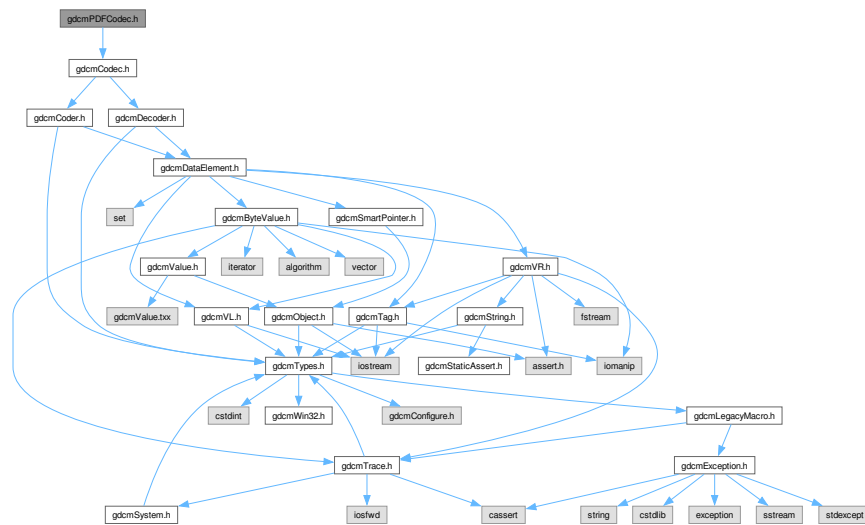 gdcmPDFCodec.h
gdcmCodec.h
gdcmCoder.h
gdcmDecoder.h
gdcmDataElement.h
set
gdcmByteValue.h
gdcmSmartPointer.h
gdcmValue.h
iterator
algorithm
vector
gdcmVR.h
gdcmValue.txx
gdcmVL.h
gdcmObject.h
gdcmTag.h
gdcmString.h
fstream
gdcmTypes.h
iostream
gdcmStaticAssert.h
assert.h
iomanip
cstdint
gdcmWin32.h
gdcmConfigure.h
gdcmLegacyMacro.h
gdcmTrace.h
gdcmException.h
gdcmSystem.h
iosfwd
cassert
string
cstdlib
exception
sstream
stdexcept